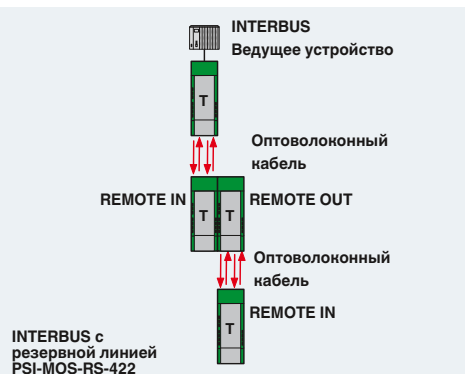 INTERBUS
Ведущее устройство
T
Оптоволоконный
кабель
REMOTE IN
T
T
REMOTE OUT
Оптоволоконный
кабель
T
REMOTE IN
INTERBUS с
резервной линией
PSI-MOS-RS-422